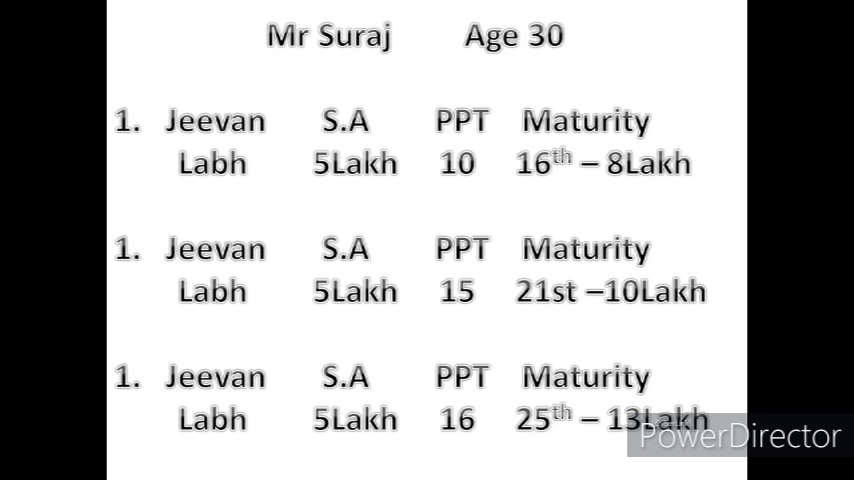 Mr Suraj Age 30
1. Jeevan S.A PPT Maturity
Labh 5Lakh 10 16th – 8Lakh
1. Jeevan S.A PPT Maturity
Labh 5Lakh 15 21st –10Lakh
1. Jeevan S.A PPT Maturity
Labh 5Lakh 16 25th – 13Lakh
PowerDirector